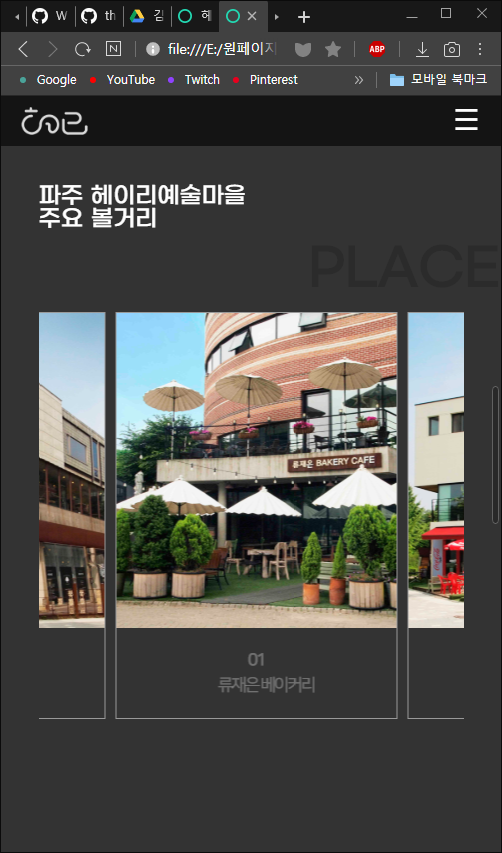 W
th
김
헤
file:///E:/원페이지
ABP
Google
YouTube
Twitch
Pinterest
모바일 북마크
파주 헤이리예술마을
주요 볼거리
PLACE
류재은 BAKERY CAFE
01
류재은 베이커리